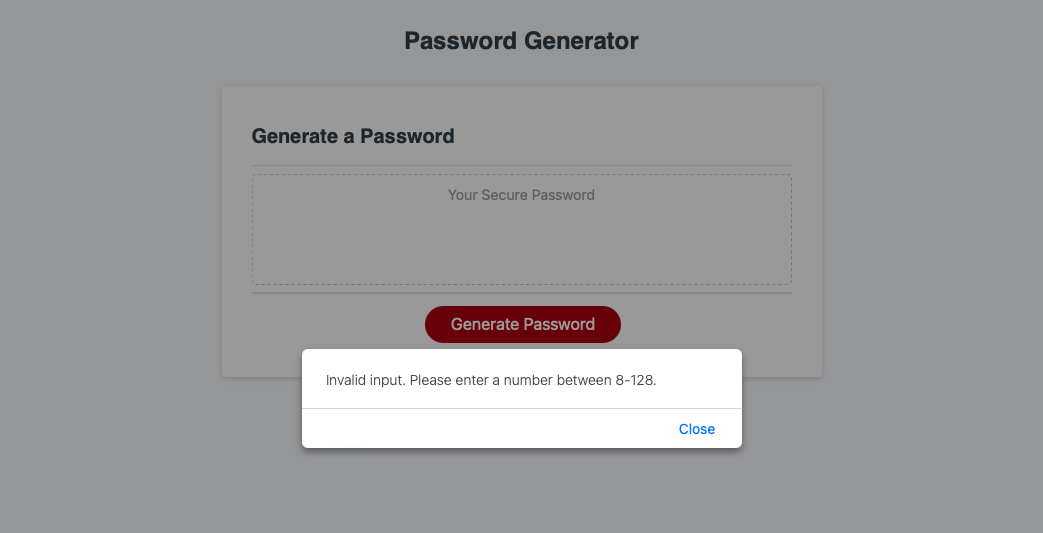 Password Generator
Generate a Password
Your Secure Password
Generate Password
Invalid input. Please enter a number between 8-128.
Close